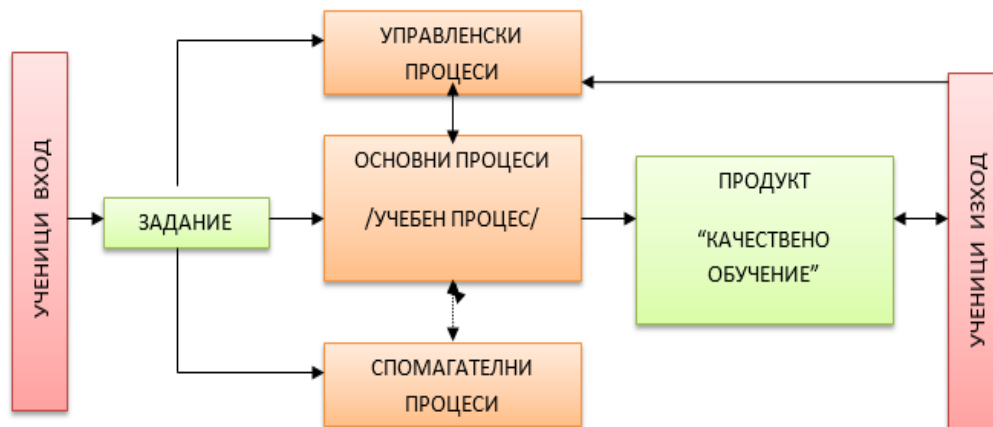 УЧЕНИЦИ ВХОД
ЗАДАНИЕ
УПРАВЛЕНСКИ
ПРОЦЕСИ
ОСНОВНИ ПРОЦЕСИ
/УЧЕБЕН ПРОЦЕС/
СПОМАГАТЕЛНИ
ПРОЦЕСИ
ПРОДУКТ
“КАЧЕСТВЕНО
ОБУЧЕНИЕ”
УЧЕНИЦИ ИЗХОД